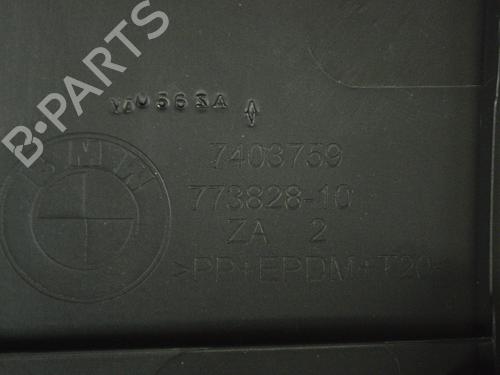 B-PARTS
BMW
7403759
773828-10
ZA 2
>PP+EPDM+T20<